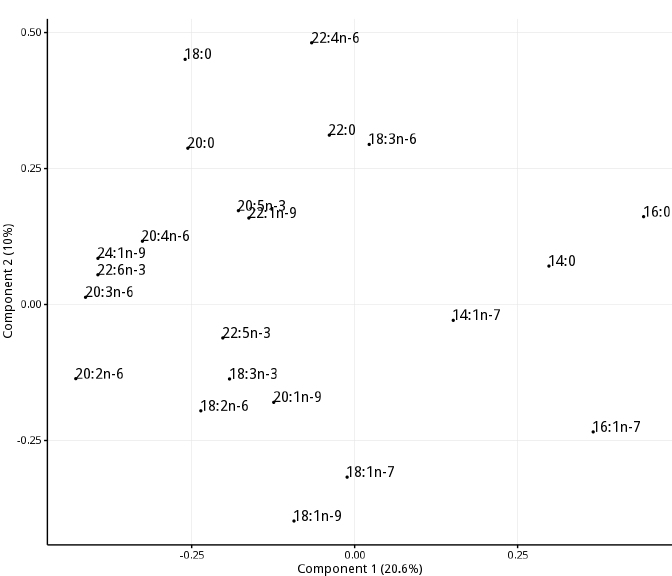 0.50
22:4n-6
18:0
22:0
18:3n-6
20:0
0.25
20:5n-3
22:1n-9
16:0
20:4n-6
24:1n-9
14:0
22:6n-3
20:3n-6
0.00
14:1n-7
22:5n-3
20:2n-6
18:3n-3
20:1n-9
18:2n-6
16:1n-7
-0.25
18:1n-7
18:1n-9
Component 2 (10%)
-0.25
0.00
0.25
Component 1 (20.6%)